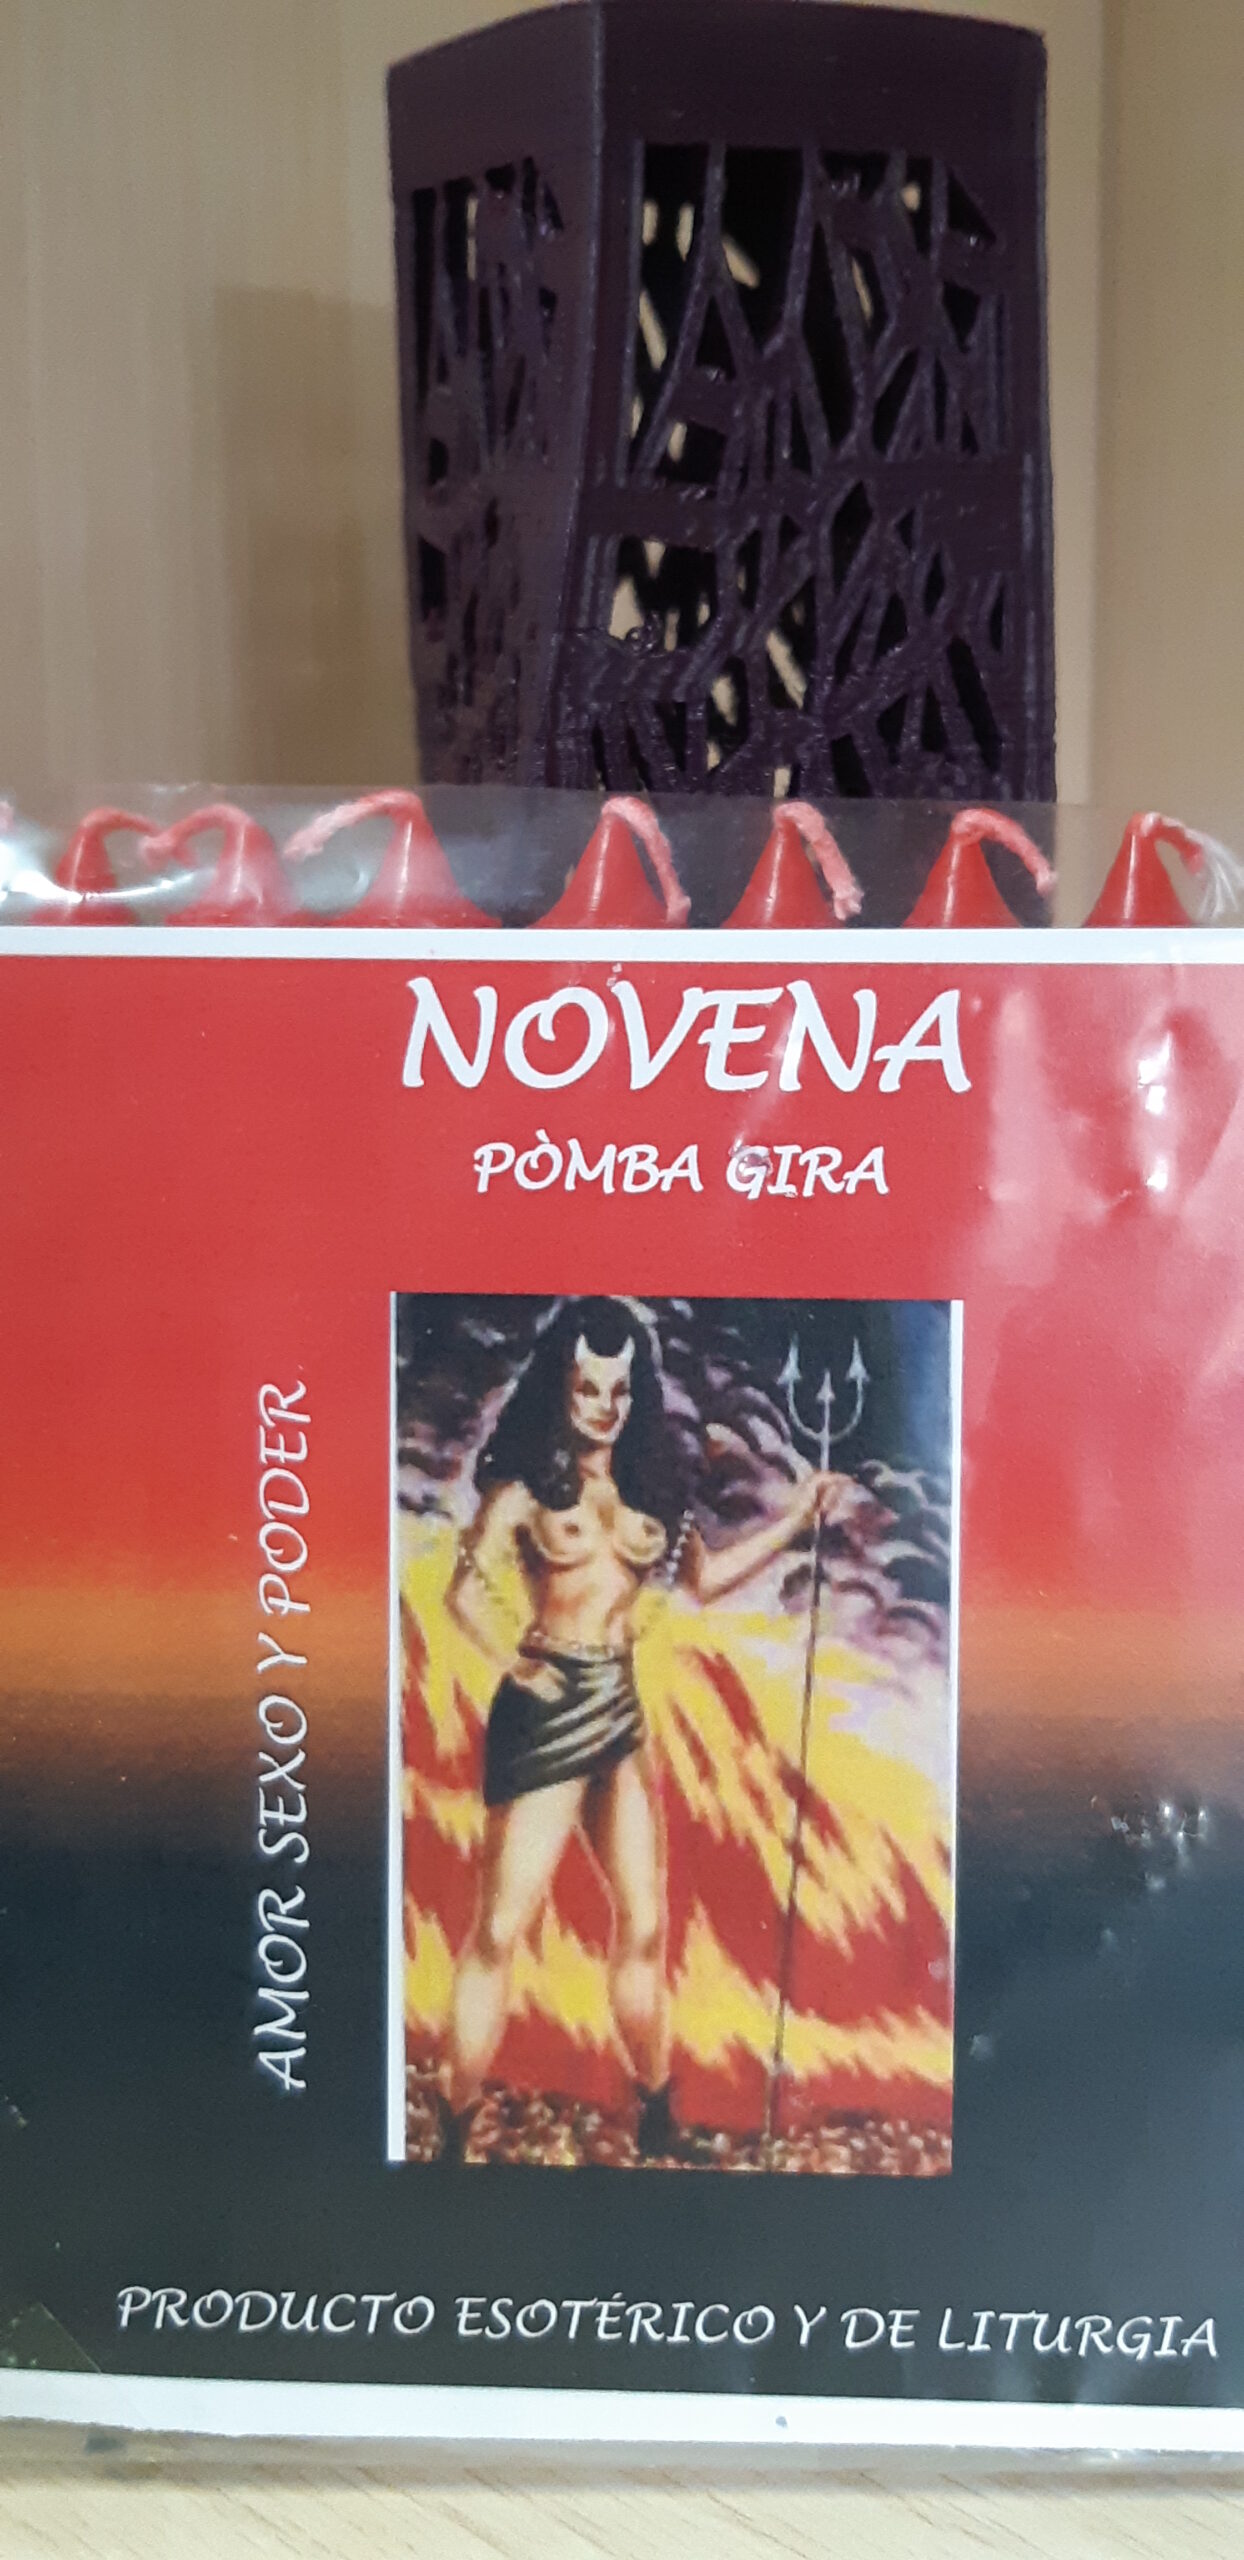 NOVENA
PÒMBA GIRA
AMOR SEXO Y PODER
PRODUCTO ESOTÉRICO Y DE LITURGIA